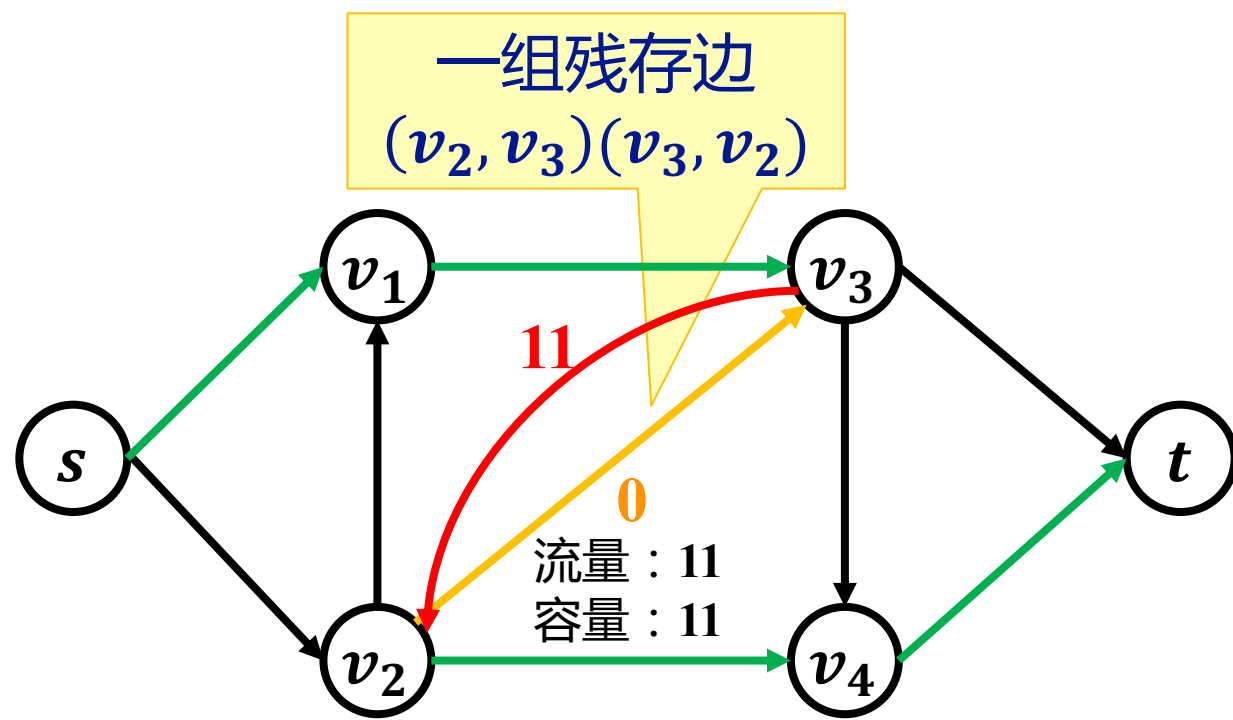 一组残存边
(v₂, v₃)(v₃, v₂)
v₁
v₃
11
s
t
0
流量：11
容量：11
v₂
v₄